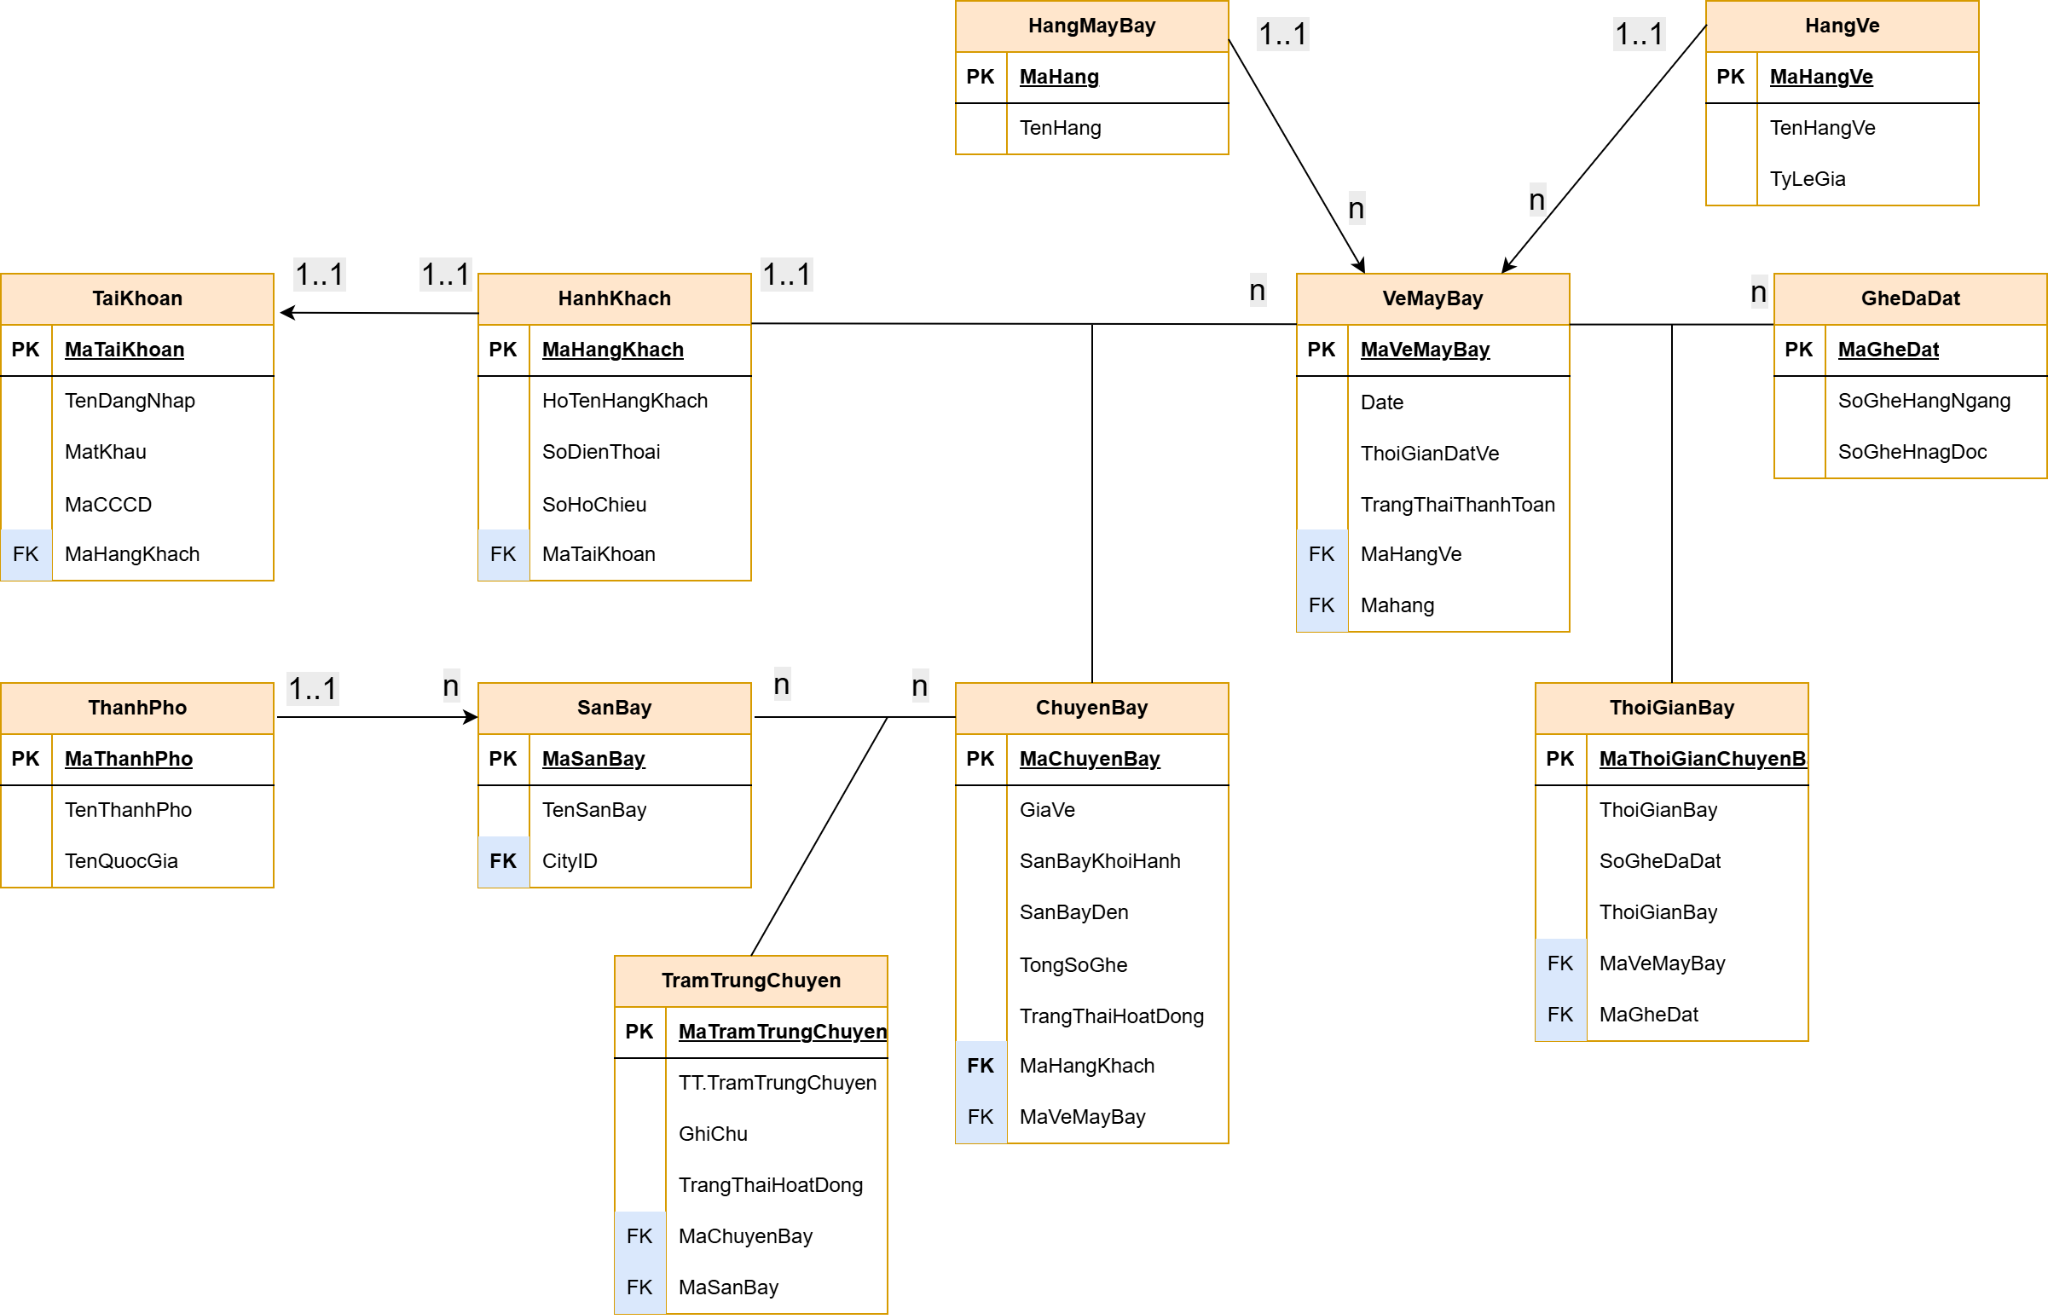 HangMayBay
PK MaHang
TenHang
1..1
n
HangVe
PK MaHangVe
TenHangVe
TyLeGia
1..1
n
TaiKhoan
PK MaTaiKhoan
TenDangNhap
MatKhau
MaCCCD
FK MaHangKhach
1..1
1..1
HanhKhach
PK MaHangKhach
HoTenHangKhach
SoDienThoai
SoHoChieu
FK MaTaiKhoan
1..1
n
VeMayBay
PK MaVeMayBay
Date
ThoiGianDatVe
TrangThaiThanhToan
FK MaHangVe
FK Mahang
n
GheDaDat
PK MaGheDat
SoGheHangNgang
SoGheHnagDoc
ThanhPho
PK MaThanhPho
TenThanhPho
TenQuocGia
1..1
n
SanBay
PK MaSanBay
TenSanBay
FK CityID
n
n
ChuyenBay
PK MaChuyenBay
GiaVe
SanBayKhoiHanh
SanBayDen
TongSoGhe
TrangThaiHoatDong
FK MaHangKhach
FK MaVeMayBay
ThoiGianBay
PK MaThoiGianChuyenB
ThoiGianBay
SoGheDaDat
ThoiGianBay
FK MaVeMayBay
FK MaGheDat
TramTrungChuyen
PK MaTramTrungChuyen
TT.TramTrungChuyen
GhiChu
TrangThaiHoatDong
FK MaChuyenBay
FK MaSanBay